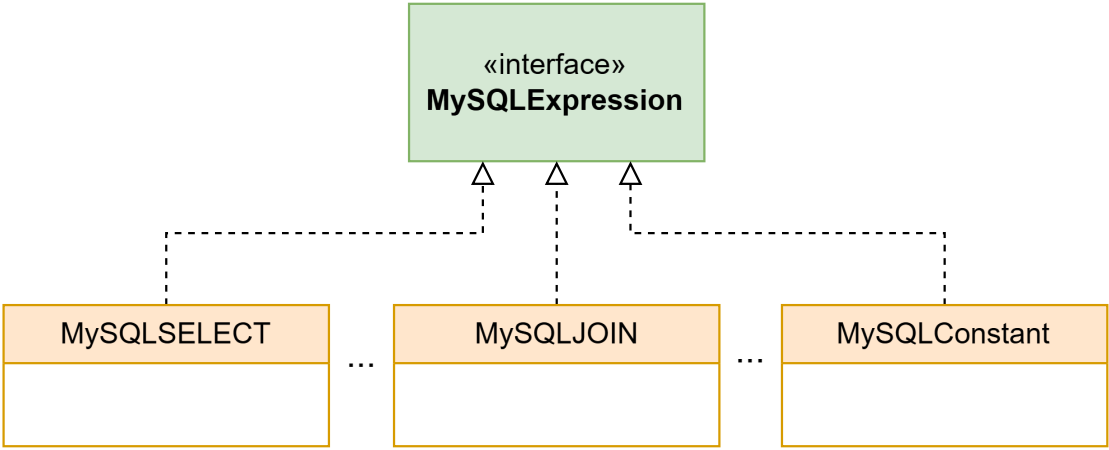 «interface»
MySQLExpression
MySQLSELECT
...
MySQLJOIN
...
MySQLConstant